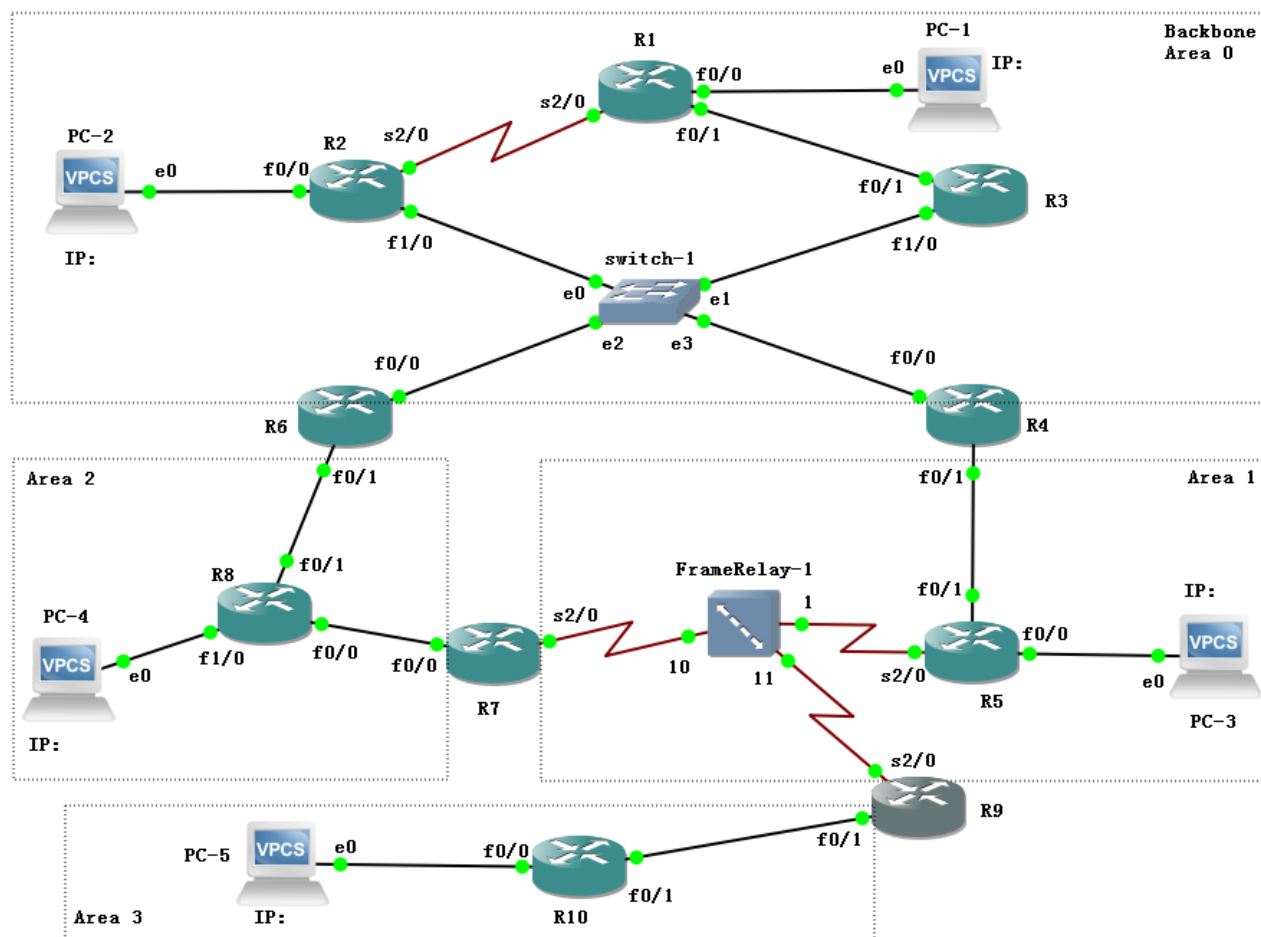 Backbone
Area 0
R1
PC-1
IP:
VPCS
e0
f0/0
s2/0
f0/1
PC-2
VPCS
e0
IP:
R2
s2/0
f0/0
f1/0
f0/1
R3
f1/0
switch-1
e0
e1
e2
e3
f0/0
f0/0
R6
R4
f0/1
f0/1
Area 2
Area 1
R8
f0/1
PC-4
VPCS
e0
IP:
f1/0
f0/0
f0/0
s2/0
R7
FrameRelay-1
1
10
11
f0/1
f0/0
s2/0
R5
IP:
VPCS
e0
PC-3
s2/0
R9
f0/1
PC-5
VPCS
e0
IP:
f0/0
f0/1
R10
Area 3